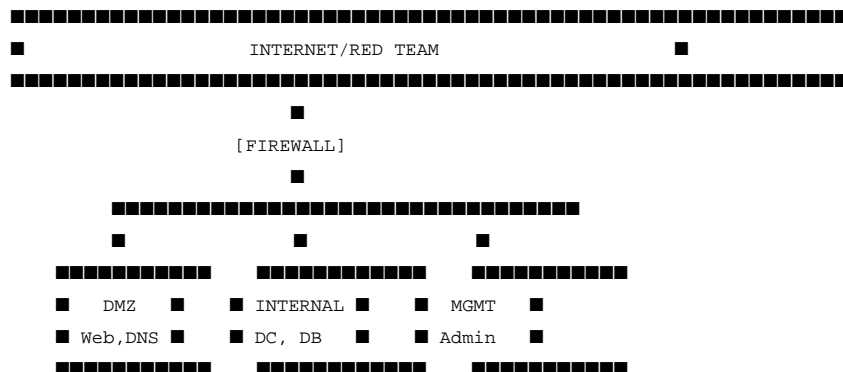 INTERNET/RED TEAM
[FIREWALL]
DMZ INTERNAL MGMT
Web,DNS DC, DB Admin